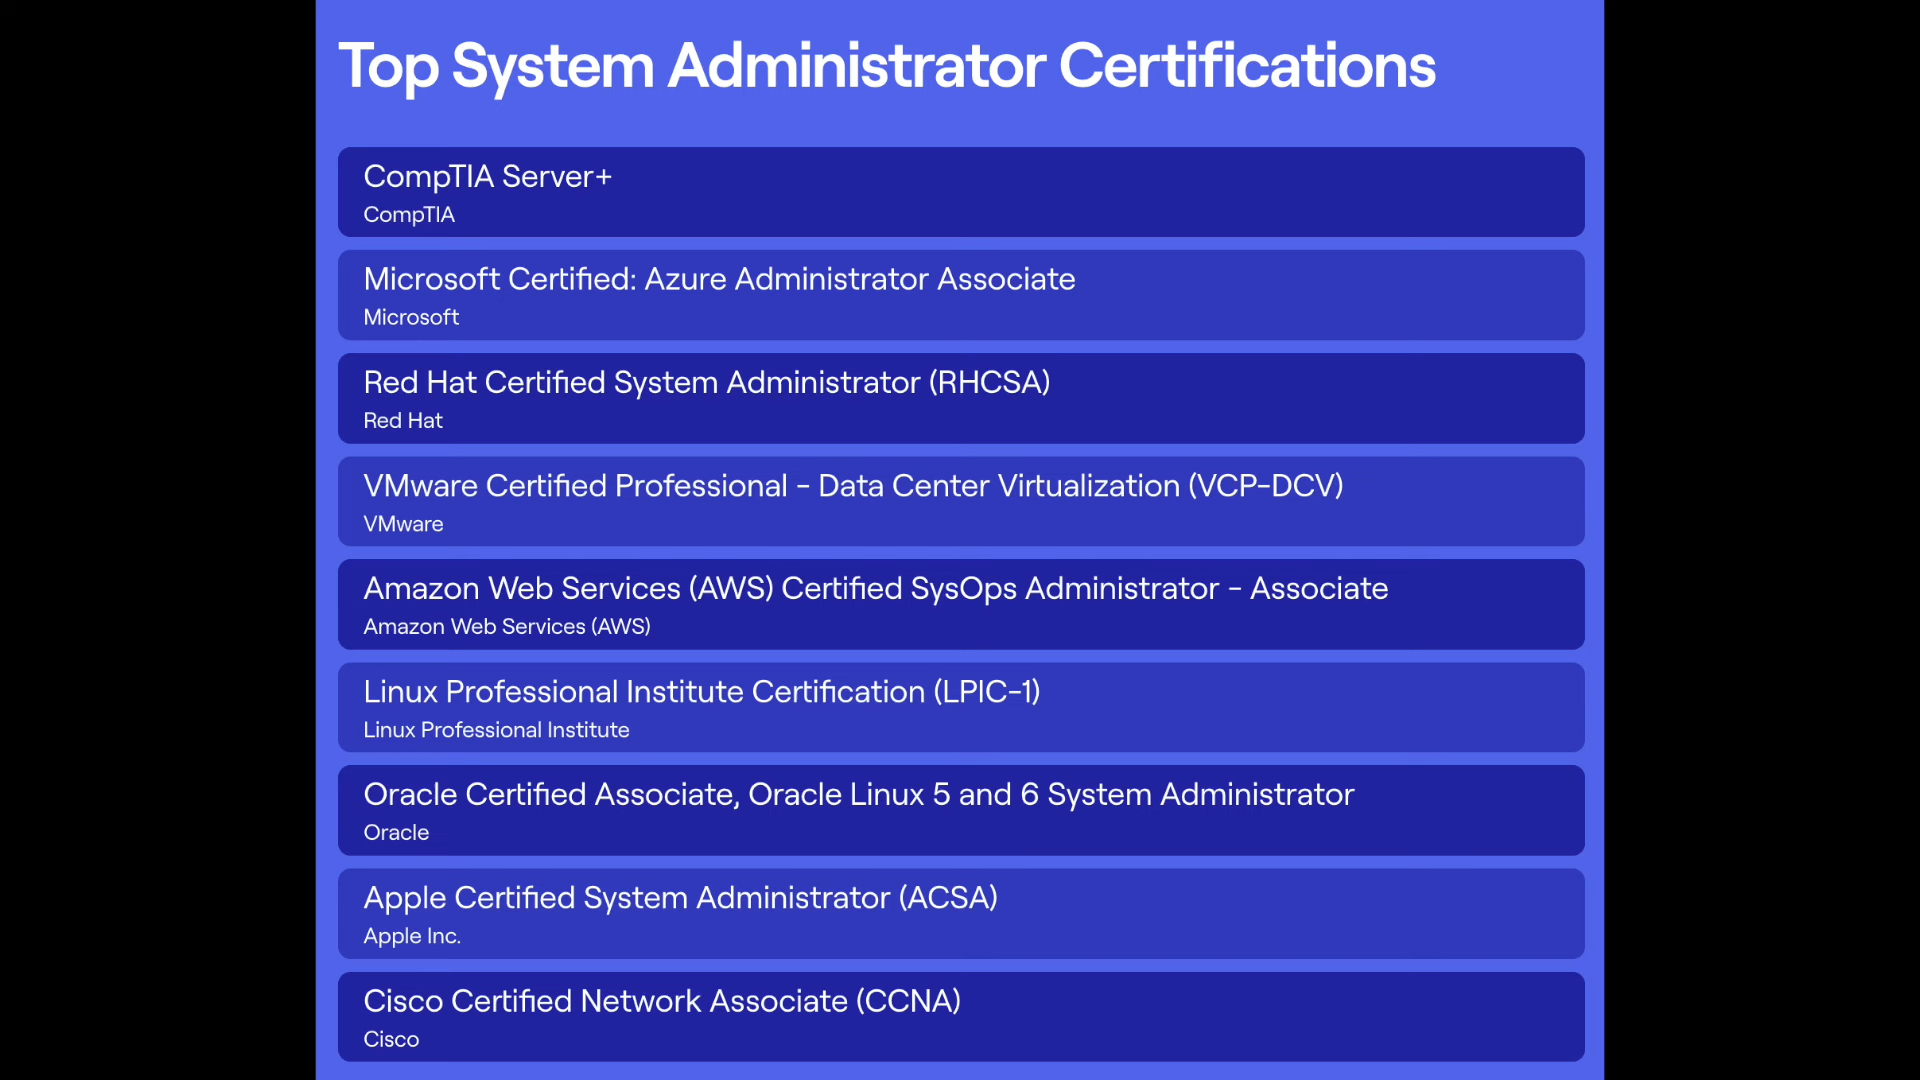 Top System Administrator Certifications
CompTIA Server+
CompTIA
Microsoft Certified: Azure Administrator Associate
Microsoft
Red Hat Certified System Administrator (RHCSA)
Red Hat
VMware Certified Professional - Data Center Virtualization (VCP-DCV)
VMware
Amazon Web Services (AWS) Certified SysOps Administrator - Associate
Amazon Web Services (AWS)
Linux Professional Institute Certification (LPIC-1)
Linux Professional Institute
Oracle Certified Associate, Oracle Linux 5 and 6 System Administrator
Oracle
Apple Certified System Administrator (ACSA)
Apple Inc.
Cisco Certified Network Associate (CCNA)
Cisco